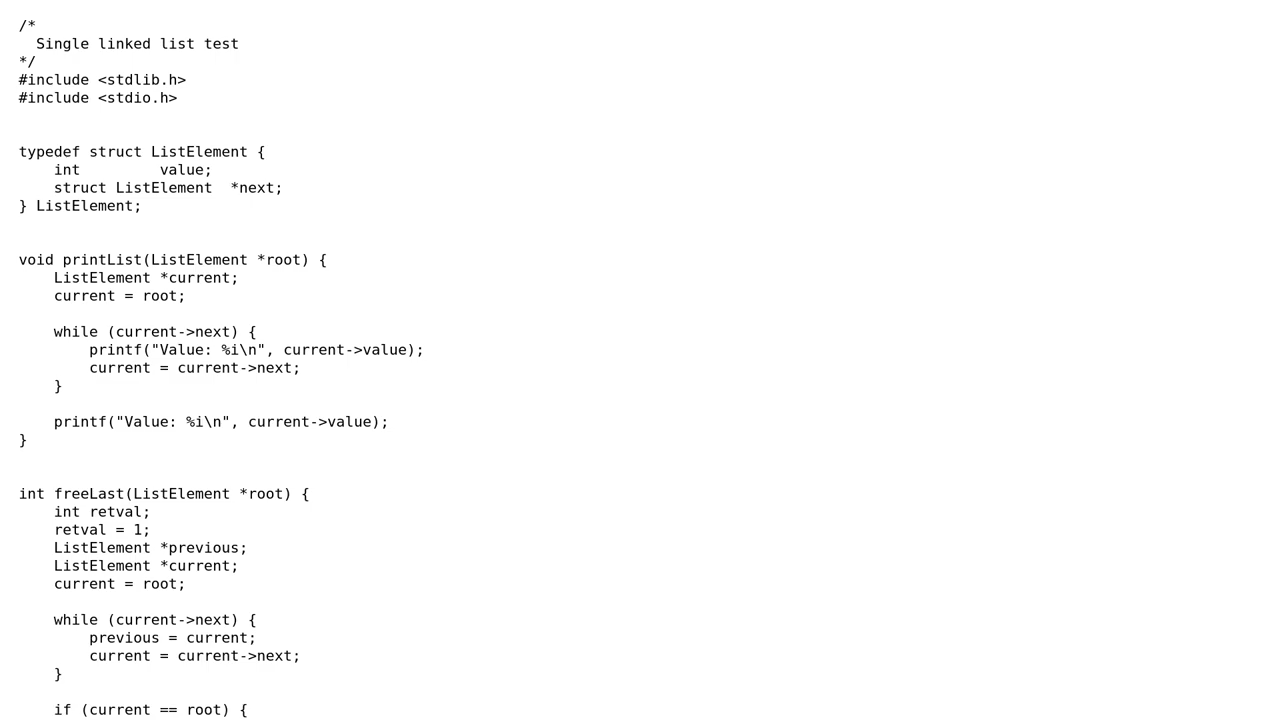 /*
  Single linked list test
*/
#include <stdlib.h>
#include <stdio.h>
typedef struct ListElement {
    int         value;
    struct ListElement  *next;
} ListElement;
void printList(ListElement *root) {
    ListElement *current;
    current = root;
    while (current->next) {
        printf("Value: %i\n", current->value);
        current = current->next;
    }
    printf("Value: %i\n", current->value);
}
int freeLast(ListElement *root) {
    int retval;
    retval = 1;
    ListElement *previous;
    ListElement *current;
    current = root;
    while (current->next) {
        previous = current;
        current = current->next;
    }
    if (current == root) {